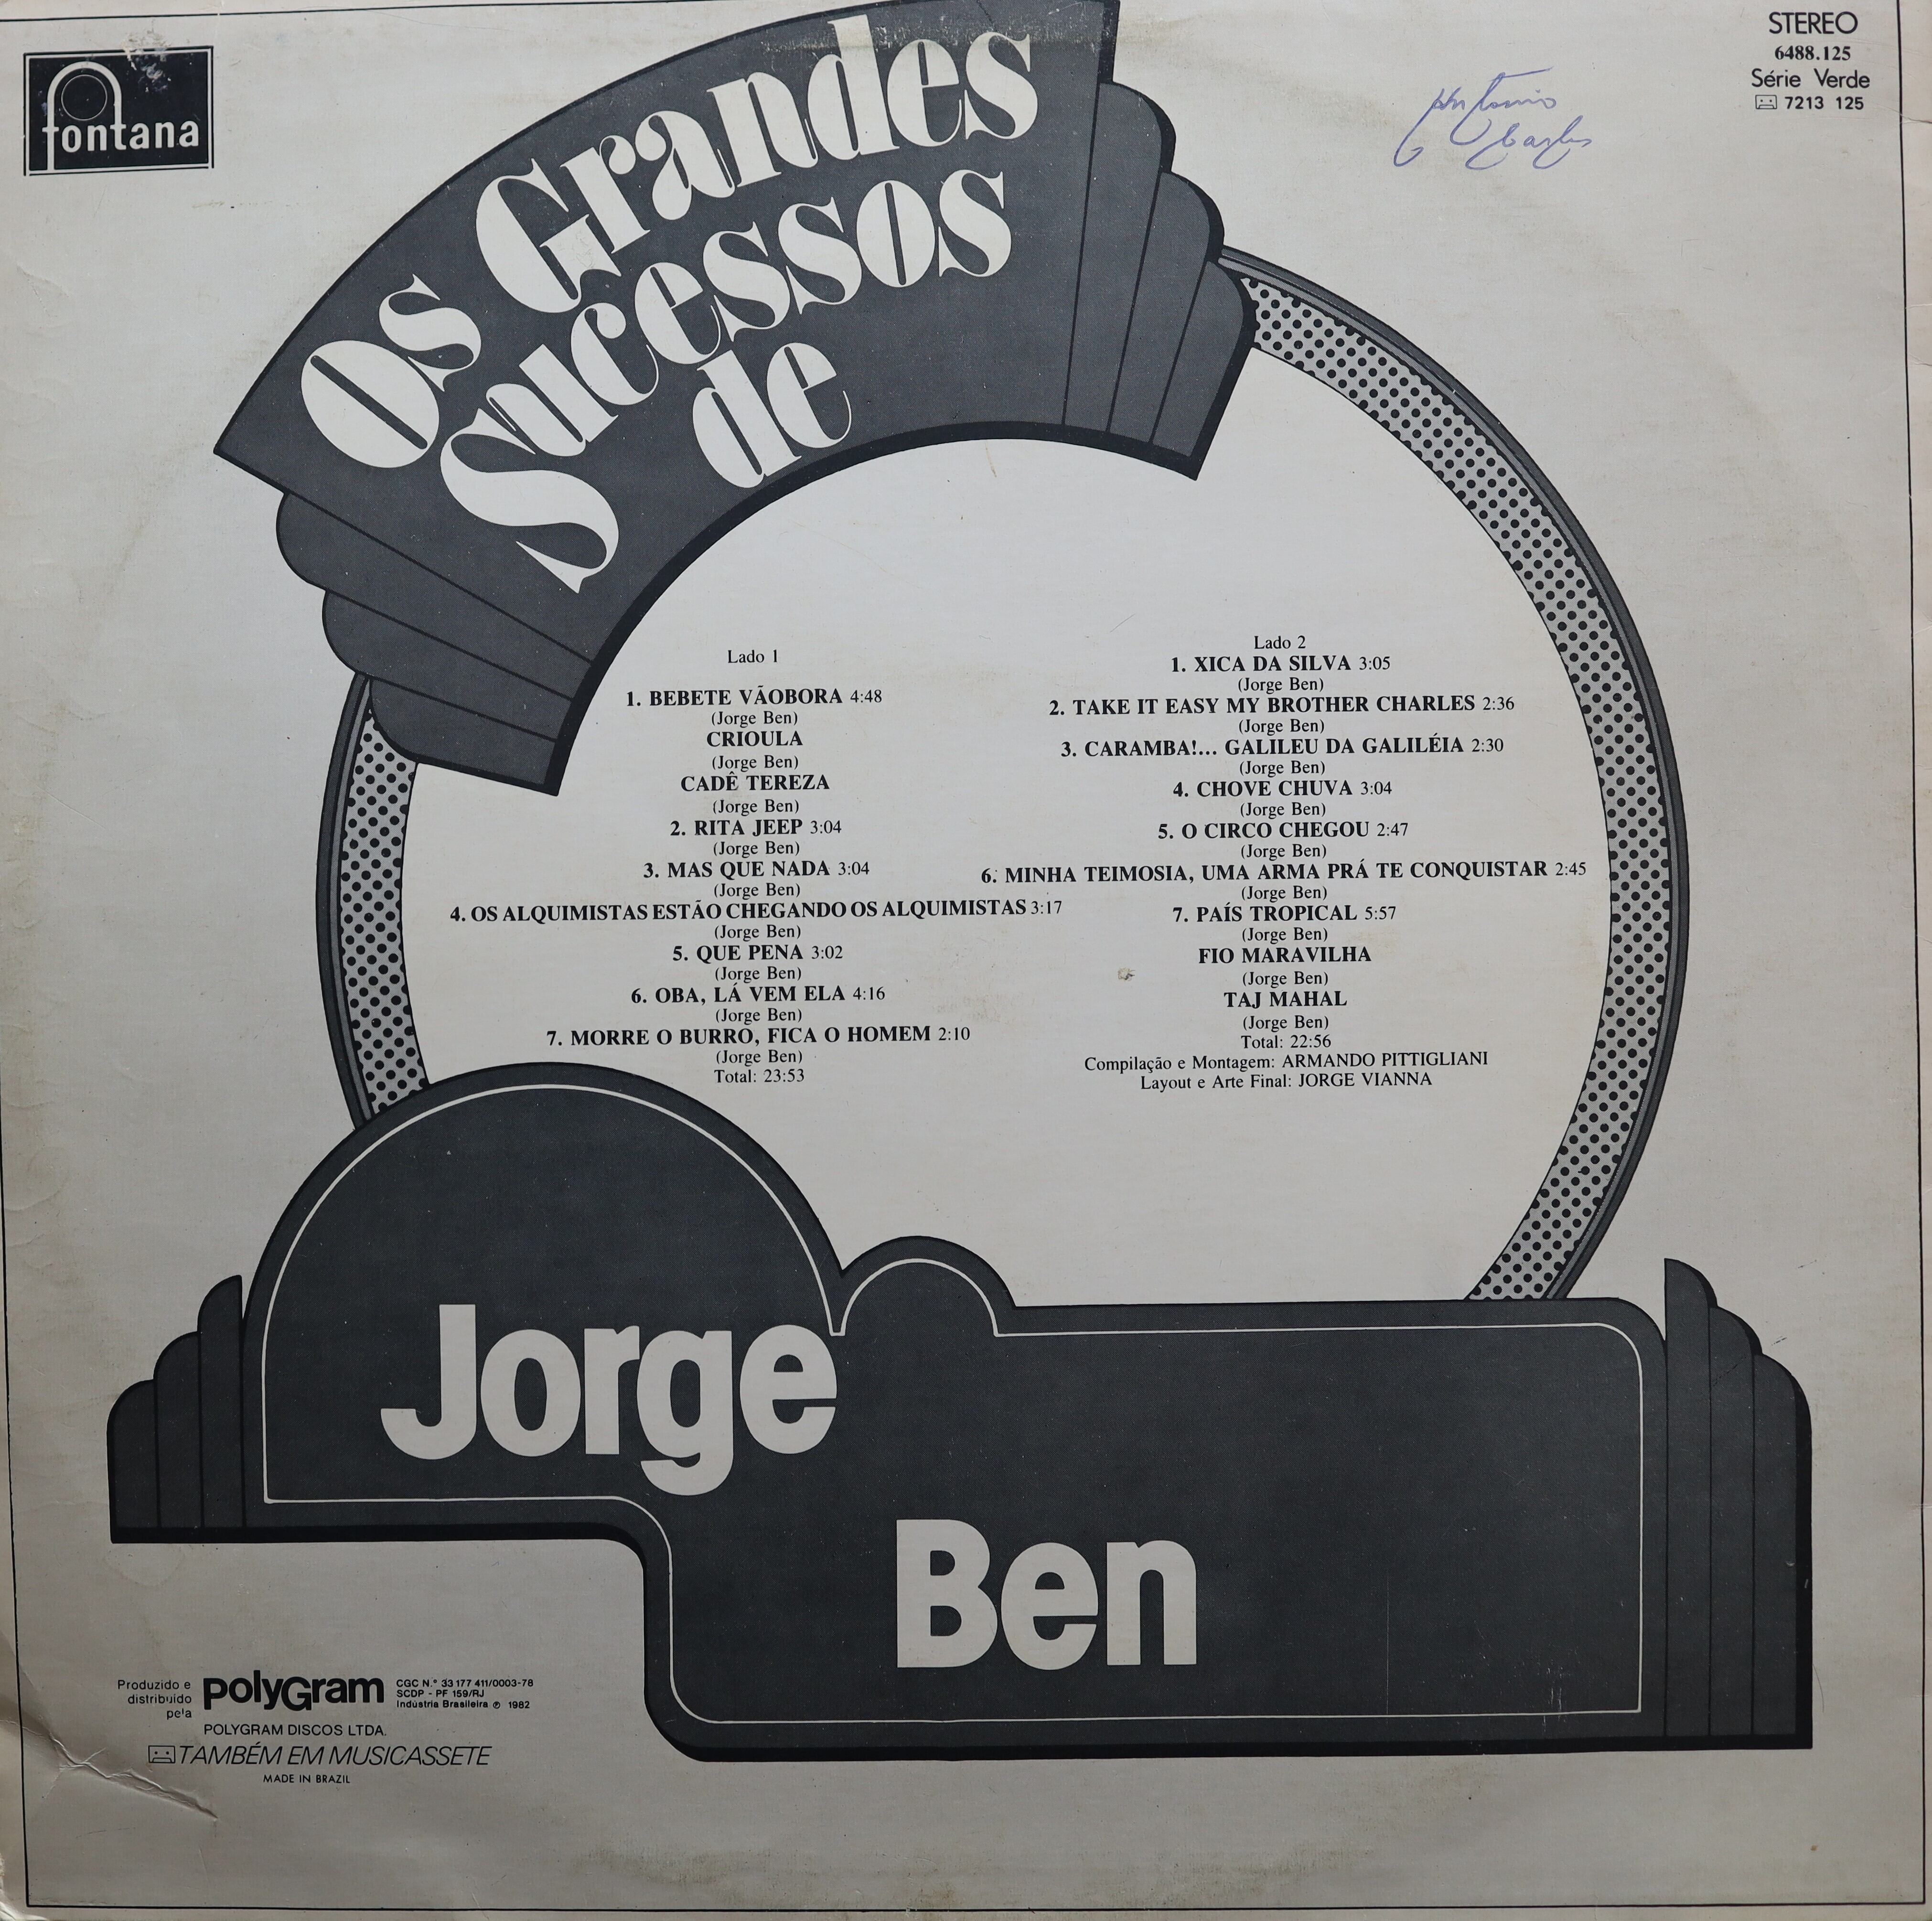 fontana
Os Grandes
Sucessos
de
STEREO
6488.125
Série Verde
7213 125
Antonio
Carlos
Lado 1
1. BEBETE VÃOBORA 4:48
(Jorge Ben)
CRIOULA
(Jorge Ben)
CADÊ TEREZA
(Jorge Ben)
2. RITA JEEP 3:04
(Jorge Ben)
3. MAS QUE NADA 3:04
(Jorge Ben)
4. OS ALQUIMISTAS ESTÃO CHEGANDO OS ALQUIMISTAS 3:17
(Jorge Ben)
5. QUE PENA 3:02
(Jorge Ben)
6. OBA, LÁ VEM ELA 4:16
(Jorge Ben)
7. MORRE O BURRO, FICA O HOMEM 2:10
(Jorge Ben)
Total: 23:53
Lado 2
1. XICA DA SILVA 3:05
(Jorge Ben)
2. TAKE IT EASY MY BROTHER CHARLES 2:36
(Jorge Ben)
3. CARAMBA!... GALILEU DA GALILÉIA 2:30
(Jorge Ben)
4. CHOVE CHUVA 3:04
(Jorge Ben)
5. O CIRCO CHEGOU 2:47
(Jorge Ben)
6. MINHA TEIMOSIA, UMA ARMA PRÁ TE CONQUISTAR 2:45
(Jorge Ben)
7. PAÍS TROPICAL 5:57
(Jorge Ben)
FIO MARAVILHA
(Jorge Ben)
TAJ MAHAL
(Jorge Ben)
Total: 22:56
Compilação e Montagem: ARMANDO PITTIGLIANI
Layout e Arte Final: JORGE VIANNA
Jorge
Ben
Produzido e
distribuído
pela
polyGram
CGC N.º 33 177 411/0003-78
SCDP - PF 159/RJ
Indústria Brasileira ℗ 1982
POLYGRAM DISCOS LTDA.
TAMBÉM EM MUSICASSETE
MADE IN BRAZIL